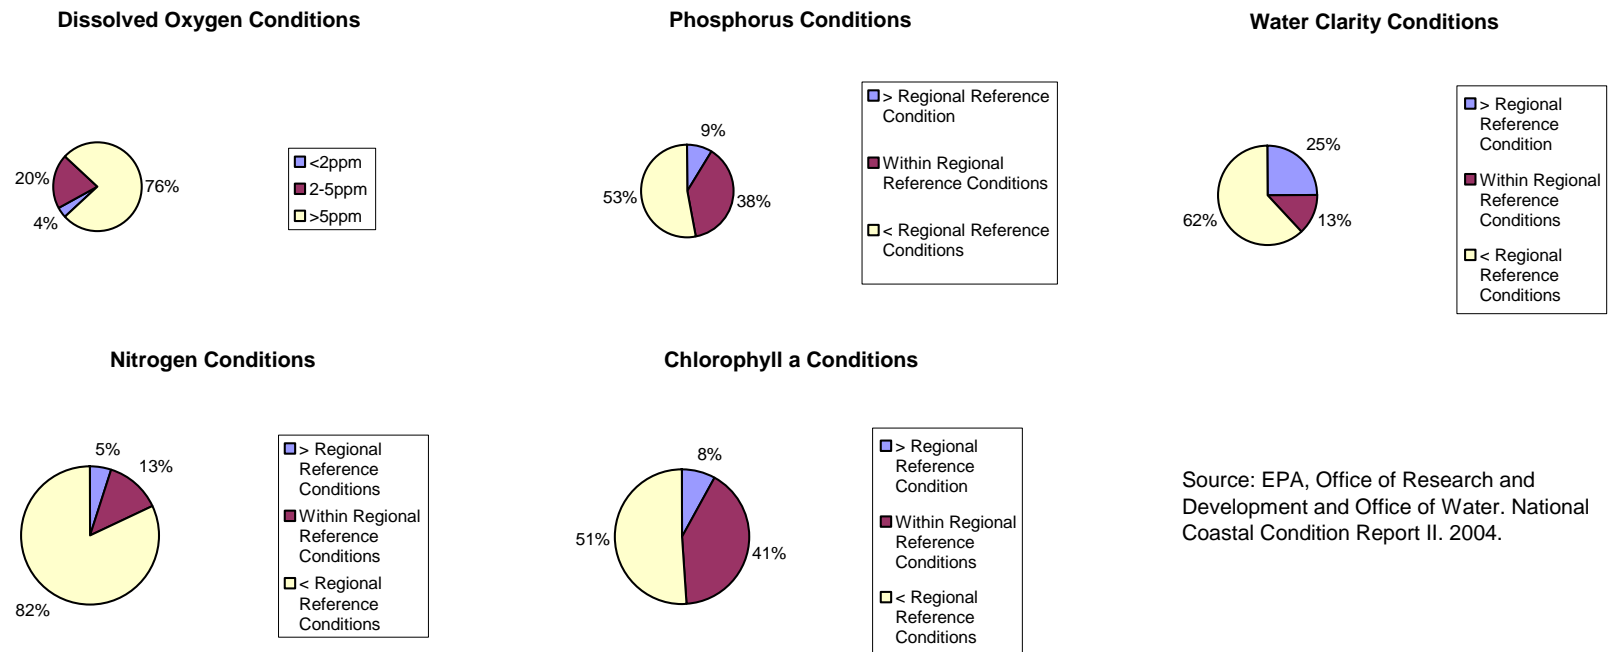 Dissolved Oxygen Conditions
20%
76%
4%
<2ppm
2-5ppm
>5ppm
Phosphorus Conditions
9%
53%
38%
> Regional Reference
Condition
Within Regional
Reference Conditions
< Regional Reference
Conditions
Water Clarity Conditions
25%
62%
13%
> Regional
Reference
Condition
Within Regional
Reference
Conditions
< Regional
Reference
Conditions
Nitrogen Conditions
5%
13%
82%
> Regional
Reference
Conditions
Within Regional
Reference
Conditions
< Regional
Reference
Conditions
Chlorophyll a Conditions
8%
51%
41%
> Regional
Reference
Condition
Within Regional
Reference
Conditions
< Regional
Reference
Conditions
Source: EPA, Office of Research and
Development and Office of Water. National
Coastal Condition Report II. 2004.